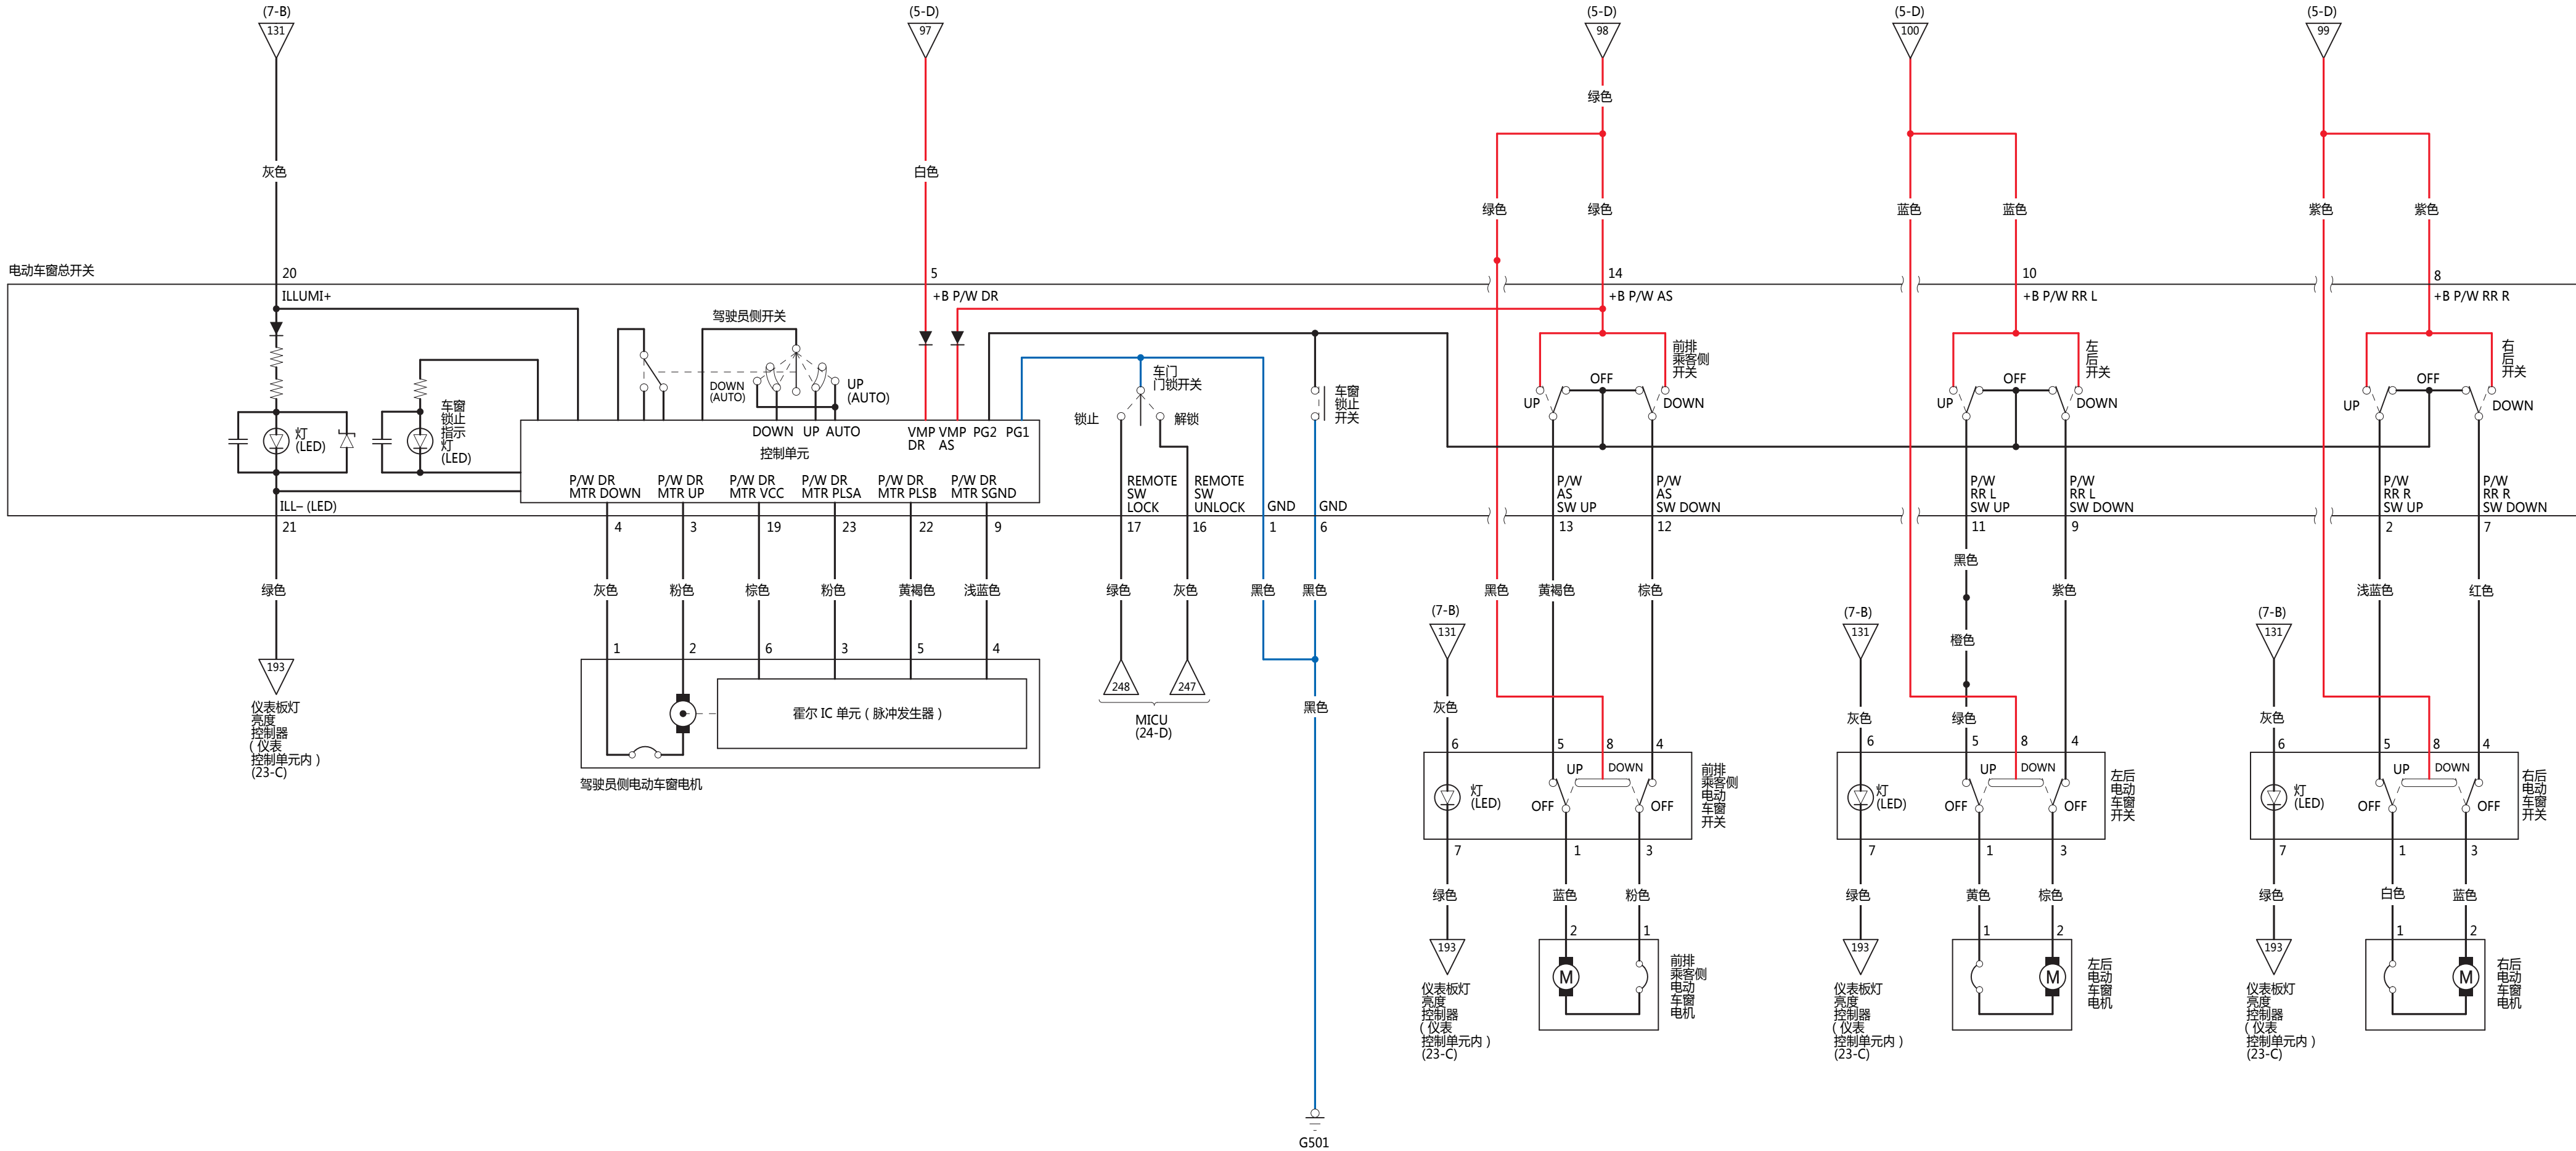 (7-B)
131
(5-D)
97
(5-D)
98
(5-D)
100
(5-D)
99
绿色
灰色
白色
绿色
绿色
蓝色
蓝色
紫色
紫色
电动车窗总开关
20
5
14
10
8
ILLUMI+
+B P/W DR
+B P/W AS
+B P/W RR L
+B P/W RR R
驾驶员侧开关
DOWN
(AUTO)
UP
(AUTO)
车门
门锁开关
锁止
解锁
车窗
锁止
开关
前排
乘客侧
开关
OFF
UP
DOWN
左
后
开关
OFF
UP
DOWN
右
后
开关
OFF
UP
DOWN
灯
(LED)
车窗
锁止
指示
灯
(LED)
DOWN
UP
AUTO
VMP
DR
VMP
AS
PG2
PG1
控制单元
P/W DR
MTR DOWN
P/W DR
MTR UP
P/W DR
MTR VCC
P/W DR
MTR PLSA
P/W DR
MTR PLSB
P/W DR
MTR SGND
REMOTE
SW
LOCK
REMOTE
SW
UNLOCK
GND
GND
P/W
AS
SW UP
P/W
AS
SW DOWN
P/W
RR L
SW UP
P/W
RR L
SW DOWN
P/W
RR R
SW UP
P/W
RR R
SW DOWN
ILL– (LED)
21
4
3
19
23
22
9
17
16
1
6
13
12
11
9
2
7
黑色
绿色
灰色
粉色
棕色
粉色
黄褐色
浅蓝色
绿色
灰色
黑色
黑色
黑色
黄褐色
棕色
紫色
浅蓝色
红色
橙色
(7-B)
131
(7-B)
131
(7-B)
131
1
2
6
3
5
4
193
仪表板灯
亮度
控制器
(仪表
控制单元内)
(23-C)
霍尔 IC 单元(脉冲发生器)
驾驶员侧电动车窗电机
248
247
MICU
(24-D)
黑色
灰色
灰色
绿色
灰色
6
5
8
4
6
5
8
4
6
5
8
4
灯
(LED)
UP
DOWN
OFF
OFF
前排
乘客侧
电动
车窗
开关
灯
(LED)
UP
DOWN
OFF
OFF
左后
电动
车窗
开关
灯
(LED)
UP
DOWN
OFF
OFF
右后
电动
车窗
开关
7
1
3
7
1
3
7
1
3
绿色
蓝色
粉色
绿色
黄色
棕色
绿色
白色
蓝色
193
2
1
193
1
2
193
1
2
M
前排
乘客侧
电动
车窗
电机
M
左后
电动
车窗
电机
M
右后
电动
车窗
电机
仪表板灯
亮度
控制器
(仪表
控制单元内)
(23-C)
仪表板灯
亮度
控制器
(仪表
控制单元内)
(23-C)
仪表板灯
亮度
控制器
(仪表
控制单元内)
(23-C)
G501